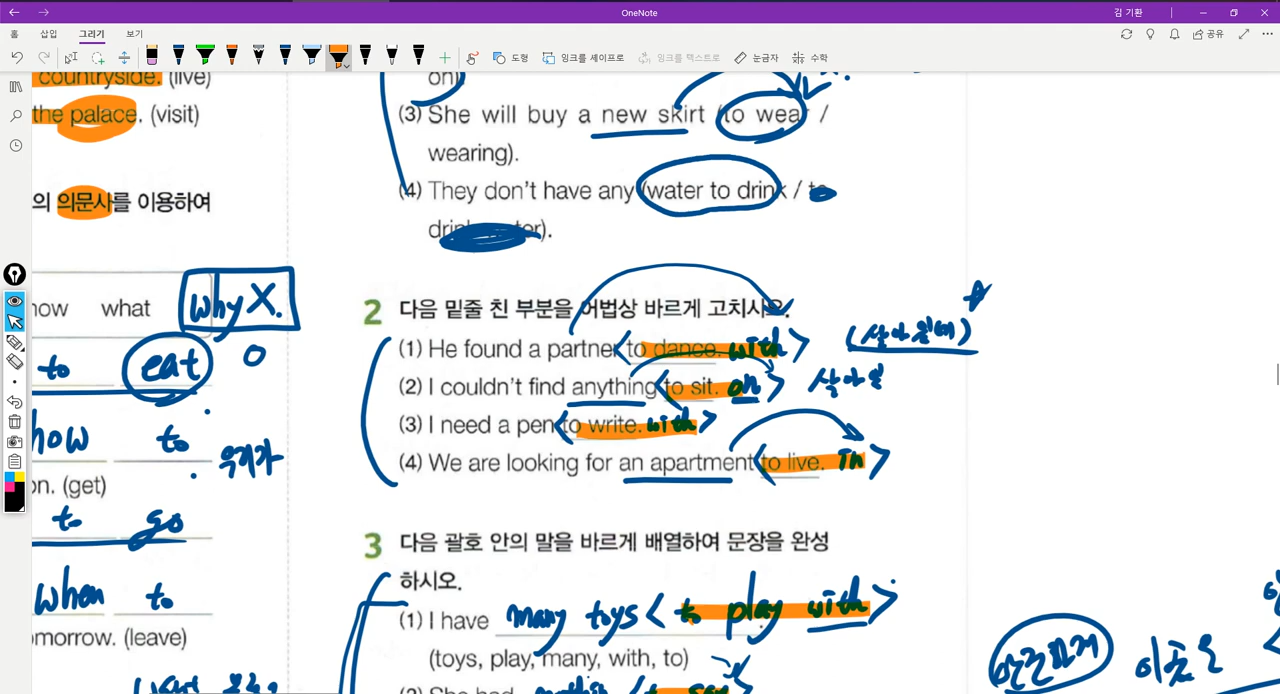 OneNote
김 기환
홈 삽입 그리기 보기
공유
도형 잉크를 셰이프로 잉크를 텍스트로 눈금자 수학
countryside. (live)
the palace. (visit)
의 의문사를 이용하여
how what why X.
to eat O
how to
on. (get)
to go
when to
omorrow. (leave)
on)
(3) She will buy a new skirt (to wear /
wearing).
(4) They don't have any (water to drink / to
drink water).
2 다음 밑줄 친 부분을 어법상 바르게 고치시오.
(1) He found a partner <to dance. with>
(2) I couldn't find anything <to sit. on>
(3) I need a pen <to write. with>
(4) We are looking for an apartment <to live. in>
3 다음 괄호 안의 말을 바르게 배열하여 문장을 완성
하시오.
(1) I have many toys < to play with >
(toys, play, many, with, to)
(2) She had